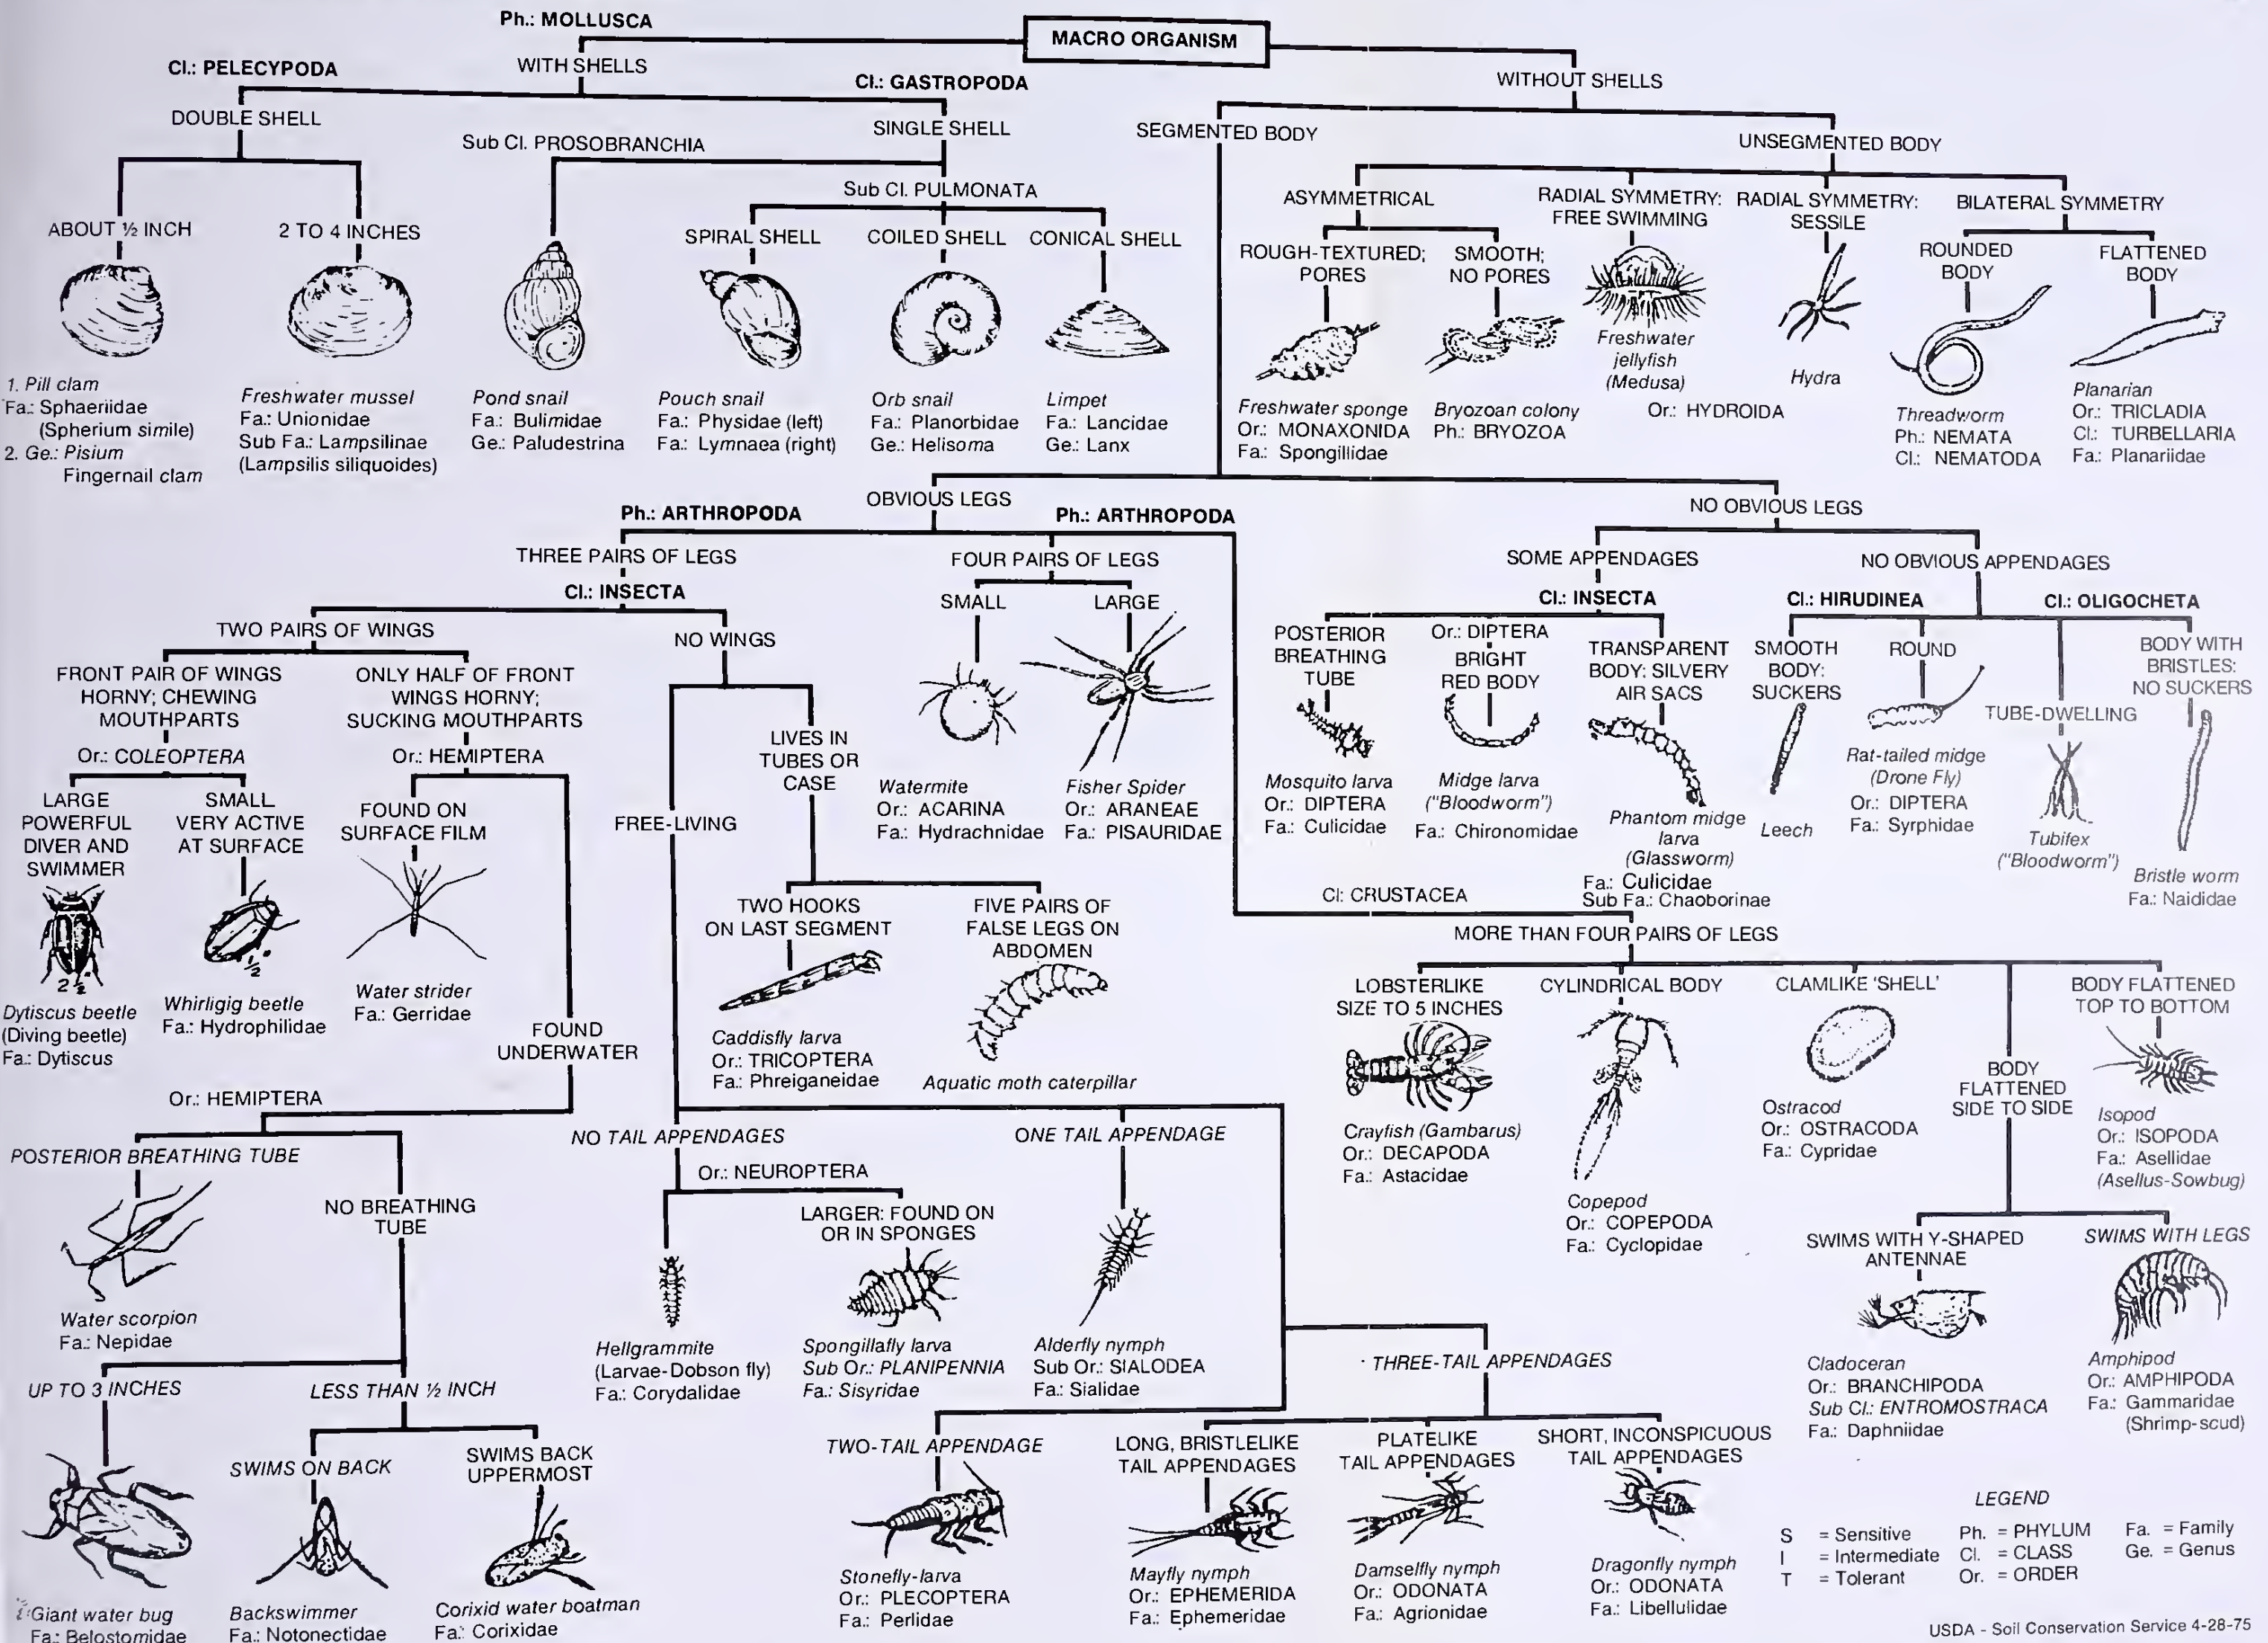 MACRO ORGANISM
Ph.: MOLLUSCA
WITH SHELLS
Cl.: PELECYPODA
DOUBLE SHELL
ABOUT ½ INCH
1. Pill clam
Fa.: Sphaeriidae
(Spherium simile)
2. Ge.: Pisium
Fingernail clam
2 TO 4 INCHES
Freshwater mussel
Fa.: Unionidae
Sub Fa.: Lampsilinae
(Lampsilis siliquoides)
Cl.: GASTROPODA
SINGLE SHELL
Sub Cl. PROSOBRANCHIA
Pond snail
Fa.: Bulimidae
Ge.: Paludestrina
Sub Cl. PULMONATA
SPIRAL SHELL
Pouch snail
Fa.: Physidae (left)
Fa.: Lymnaea (right)
COILED SHELL
Orb snail
Fa.: Planorbidae
Ge.: Helisoma
CONICAL SHELL
Limpet
Fa.: Lancidae
Ge.: Lanx
WITHOUT SHELLS
SEGMENTED BODY
UNSEGMENTED BODY
ASYMMETRICAL
ROUGH-TEXTURED;
PORES
Freshwater sponge
Or.: MONAXONIDA
Fa.: Spongillidae
SMOOTH;
NO PORES
Bryozoan colony
Ph.: BRYOZOA
RADIAL SYMMETRY:
FREE SWIMMING
Freshwater
jellyfish
(Medusa)
RADIAL SYMMETRY:
SESSILE
Hydra
Or.: HYDROIDA
BILATERAL SYMMETRY
ROUNDED
BODY
Threadworm
Ph.: NEMATA
Cl.: NEMATODA
FLATTENED
BODY
Planarian
Or.: TRICLADIA
Cl.: TURBELLARIA
Fa.: Planariidae
OBVIOUS LEGS
Ph.: ARTHROPODA
Ph.: ARTHROPODA
THREE PAIRS OF LEGS
Cl.: INSECTA
TWO PAIRS OF WINGS
FRONT PAIR OF WINGS
HORNY; CHEWING
MOUTHPARTS
Or.: COLEOPTERA
LARGE
POWERFUL
DIVER AND
SWIMMER
2½"
Dytiscus beetle
(Diving beetle)
Fa.: Dytiscus
SMALL
VERY ACTIVE
AT SURFACE
½"
Whirligig beetle
Fa.: Hydrophilidae
ONLY HALF OF FRONT
WINGS HORNY;
SUCKING MOUTHPARTS
Or.: HEMIPTERA
FOUND ON
SURFACE FILM
Water strider
Fa.: Gerridae
FOUND
UNDERWATER
Or.: HEMIPTERA
POSTERIOR BREATHING TUBE
Water scorpion
Fa.: Nepidae
NO BREATHING
TUBE
UP TO 3 INCHES
Giant water bug
Fa.: Belostomidae
LESS THAN ½ INCH
SWIMS ON BACK
Backswimmer
Fa.: Notonectidae
SWIMS BACK
UPPERMOST
Corixid water boatman
Fa.: Corixidae
NO WINGS
FREE-LIVING
LIVES IN
TUBES OR
CASE
TWO HOOKS
ON LAST SEGMENT
Caddisfly larva
Or.: TRICOPTERA
Fa.: Phreiganeidae
FIVE PAIRS OF
FALSE LEGS ON
ABDOMEN
Aquatic moth caterpillar
NO TAIL APPENDAGES
Or.: NEUROPTERA
Hellgrammite
(Larvae-Dobson fly)
Fa.: Corydalidae
LARGER: FOUND ON
OR IN SPONGES
Spongillafly larva
Sub Or.: PLANIPENNIA
Fa.: Sisyridae
ONE TAIL APPENDAGE
Alderfly nymph
Sub Or.: SIALODEA
Fa.: Sialidae
TWO-TAIL APPENDAGE
Stonefly-larva
Or.: PLECOPTERA
Fa.: Perlidae
THREE-TAIL APPENDAGES
LONG, BRISTLELIKE
TAIL APPENDAGES
Mayfly nymph
Or.: EPHEMERIDA
Fa.: Ephemeridae
PLATELIKE
TAIL APPENDAGES
Damselfly nymph
Or.: ODONATA
Fa.: Agrionidae
SHORT, INCONSPICUOUS
TAIL APPENDAGES
Dragonfly nymph
Or.: ODONATA
Fa.: Libellulidae
FOUR PAIRS OF LEGS
SMALL
Watermite
Or.: ACARINA
Fa.: Hydrachnidae
LARGE
Fisher Spider
Or.: ARANEAE
Fa.: PISAURIDAE
Cl: CRUSTACEA
MORE THAN FOUR PAIRS OF LEGS
LOBSTERLIKE
SIZE TO 5 INCHES
Crayfish (Gambarus)
Or.: DECAPODA
Fa.: Astacidae
CYLINDRICAL BODY
Copepod
Or.: COPEPODA
Fa.: Cyclopidae
CLAMLIKE 'SHELL'
Ostracod
Or.: OSTRACODA
Fa.: Cypridae
BODY
FLATTENED
SIDE TO SIDE
SWIMS WITH Y-SHAPED
ANTENNAE
Cladoceran
Or.: BRANCHIPODA
Sub Cl.: ENTROMOSTRACA
Fa.: Daphniidae
SWIMS WITH LEGS
Amphipod
Or.: AMPHIPODA
Fa.: Gammaridae
(Shrimp-scud)
BODY FLATTENED
TOP TO BOTTOM
Isopod
Or.: ISOPODA
Fa.: Asellidae
(Asellus-Sowbug)
NO OBVIOUS LEGS
SOME APPENDAGES
Cl.: INSECTA
POSTERIOR
BREATHING
TUBE
Mosquito larva
Or.: DIPTERA
Fa.: Culicidae
Or.: DIPTERA
BRIGHT
RED BODY
Midge larva
("Bloodworm")
Fa.: Chironomidae
TRANSPARENT
BODY: SILVERY
AIR SACS
Phantom midge
larva
(Glassworm)
Fa.: Culicidae
Sub Fa.: Chaoborinae
NO OBVIOUS APPENDAGES
Cl.: HIRUDINEA
SMOOTH
BODY:
SUCKERS
Leech
ROUND
Rat-tailed midge
(Drone Fly)
Or.: DIPTERA
Fa.: Syrphidae
Cl.: OLIGOCHETA
TUBE-DWELLING
Tubifex
("Bloodworm")
BODY WITH
BRISTLES:
NO SUCKERS
Bristle worm
Fa.: Naididae
LEGEND
S = Sensitive Ph. = PHYLUM Fa. = Family
I = Intermediate Cl. = CLASS Ge. = Genus
T = Tolerant Or. = ORDER
USDA - Soil Conservation Service 4-28-75